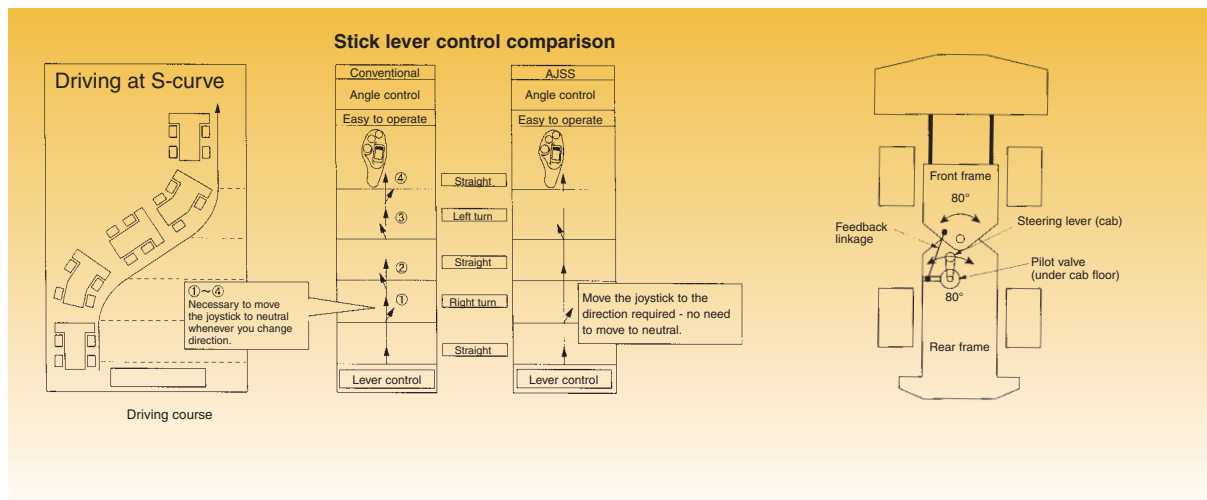 Stick lever control comparison
Driving at S-curve
①~④
Necessary to move
the joystick to neutral
whenever you change
direction.
Driving course
Conventional
Angle control
Easy to operate
④
③
②
①
Lever control
Straight
Left turn
Straight
Right turn
Straight
AJSS
Angle control
Easy to operate
Move the joystick to the
direction required - no need
to move to neutral.
Lever control
Front frame
80°
Feedback
linkage
Steering lever (cab)
Pilot valve
(under cab floor)
80°
Rear frame